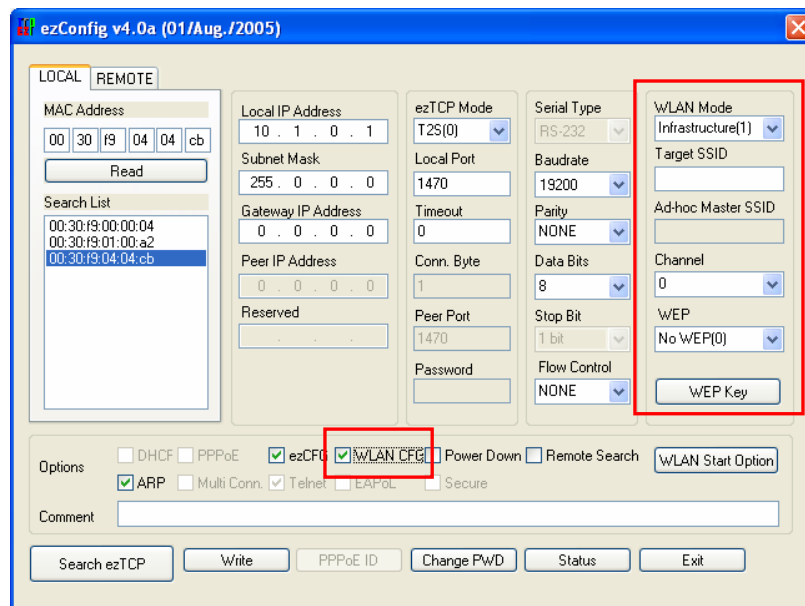 ezConfig v4.0a (01/Aug./2005)
LOCAL
REMOTE
MAC Address
00 30 f9 04 04 cb
Read
Search List
00:30:f9:00:00:04
00:30:f9:01:00:a2
00:30:f9:04:04:cb
Local IP Address
10 . 1 . 0 . 1
Subnet Mask
255 . 0 . 0 . 0
Gateway IP Address
0 . 0 . 0 . 0
Peer IP Address
0 . 0 . 0 . 0
Reserved
. . .
ezTCP Mode
T2S(0)
Local Port
1470
Timeout
0
Conn. Byte
1
Peer Port
1470
Password
Serial Type
RS-232
Baudrate
19200
Parity
NONE
Data Bits
8
Stop Bit
1 bit
Flow Control
NONE
WLAN Mode
Infrastructure(1)
Target SSID
Ad-hoc Master SSID
Channel
0
WEP
No WEP(0)
WEP Key
Options
DHCP PPPoE ezCFG WLAN CFG Power Down Remote Search
ARP Multi Conn. Telnet EAPoL Secure
WLAN Start Option
Comment
Search ezTCP
Write
PPPoE ID
Change PWD
Status
Exit